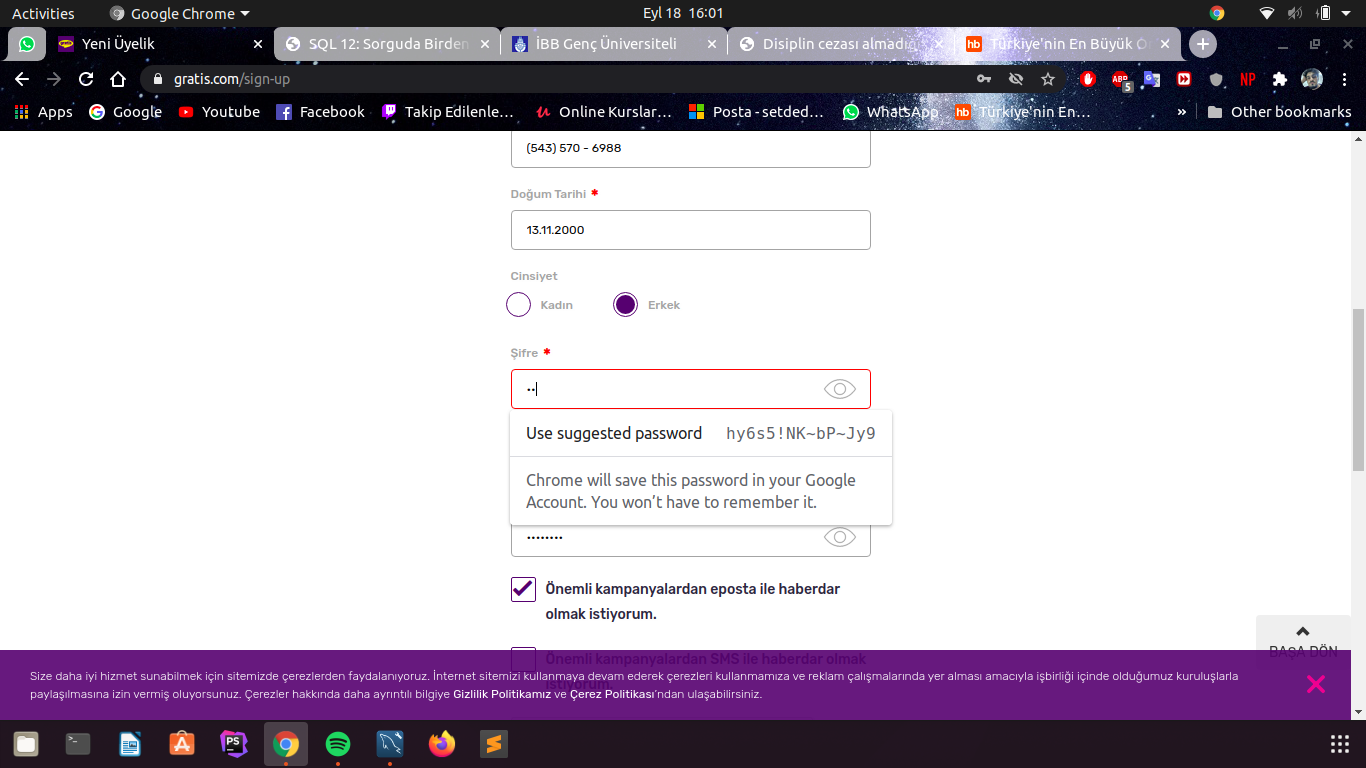 Activities
Google Chrome
Eyl 18 16:01
Yeni Üyelik
SQL 12: Sorguda Birden
İBB Genç Üniversiteli
Disiplin cezası almadı
Türkiye'nin En Büyük
gratis.com/sign-up
ABP
5
NP
Apps
Google
Youtube
Facebook
Takip Edilenle...
Online Kurslar...
Posta - setded...
WhatsApp
hb
Türkiye'nin En...
»
Other bookmarks
(543) 570 - 6988
Doğum Tarihi *
13.11.2000
Cinsiyet
Kadın
Erkek
Şifre *
Use suggested password hy6s5!NK~bP~Jy9
Chrome will save this password in your Google
Account. You won't have to remember it.
Önemli kampanyalardan eposta ile haberdar
olmak istiyorum.
Önemli kampanyalardan SMS ile haberdar olmak
istiyorum.
BAŞA DÖN
Size daha iyi hizmet sunabilmek için sitemizde çerezlerden faydalanıyoruz. İnternet sitemizi kullanmaya devam ederek çerezleri kullanmamıza ve reklam çalışmalarında yer alması amacıyla işbirliği içinde olduğumuz kuruluşlarla
paylaşılmasına izin vermiş oluyorsunuz. Çerezler hakkında daha ayrıntılı bilgiye Gizlilik Politikamız ve Çerez Politikası'ndan ulaşabilirsiniz.
PS